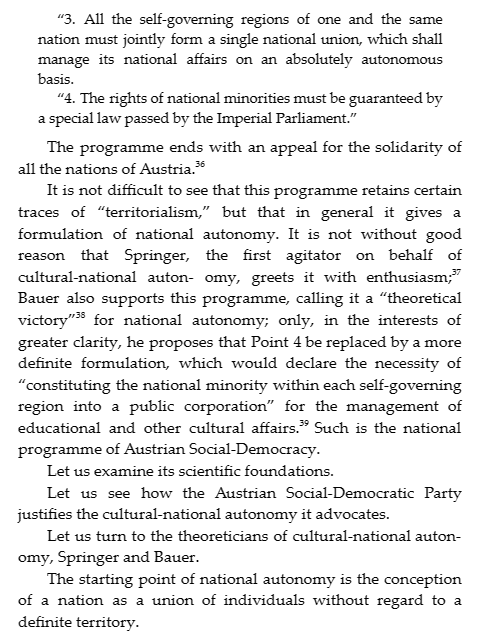 “3. All the self-governing regions of one and the same
nation must jointly form a single national union, which shall
manage its national affairs on an absolutely autonomous
basis.
“4. The rights of national minorities must be guaranteed by
a special law passed by the Imperial Parliament.”
The programme ends with an appeal for the solidarity of
all the nations of Austria.³⁶
It is not difficult to see that this programme retains certain
traces of “territorialism,” but that in general it gives a
formulation of national autonomy. It is not without good
reason that Springer, the first agitator on behalf of
cultural-national auton- omy, greets it with enthusiasm;³⁷
Bauer also supports this programme, calling it a “theoretical
victory”³⁸ for national autonomy; only, in the interests of
greater clarity, he proposes that Point 4 be replaced by a more
definite formulation, which would declare the necessity of
“constituting the national minority within each self-governing
region into a public corporation” for the management of
educational and other cultural affairs.³⁹ Such is the national
programme of Austrian Social-Democracy.
Let us examine its scientific foundations.
Let us see how the Austrian Social-Democratic Party
justifies the cultural-national autonomy it advocates.
Let us turn to the theoreticians of cultural-national auton-
omy, Springer and Bauer.
The starting point of national autonomy is the conception
of a nation as a union of individuals without regard to a
definite territory.